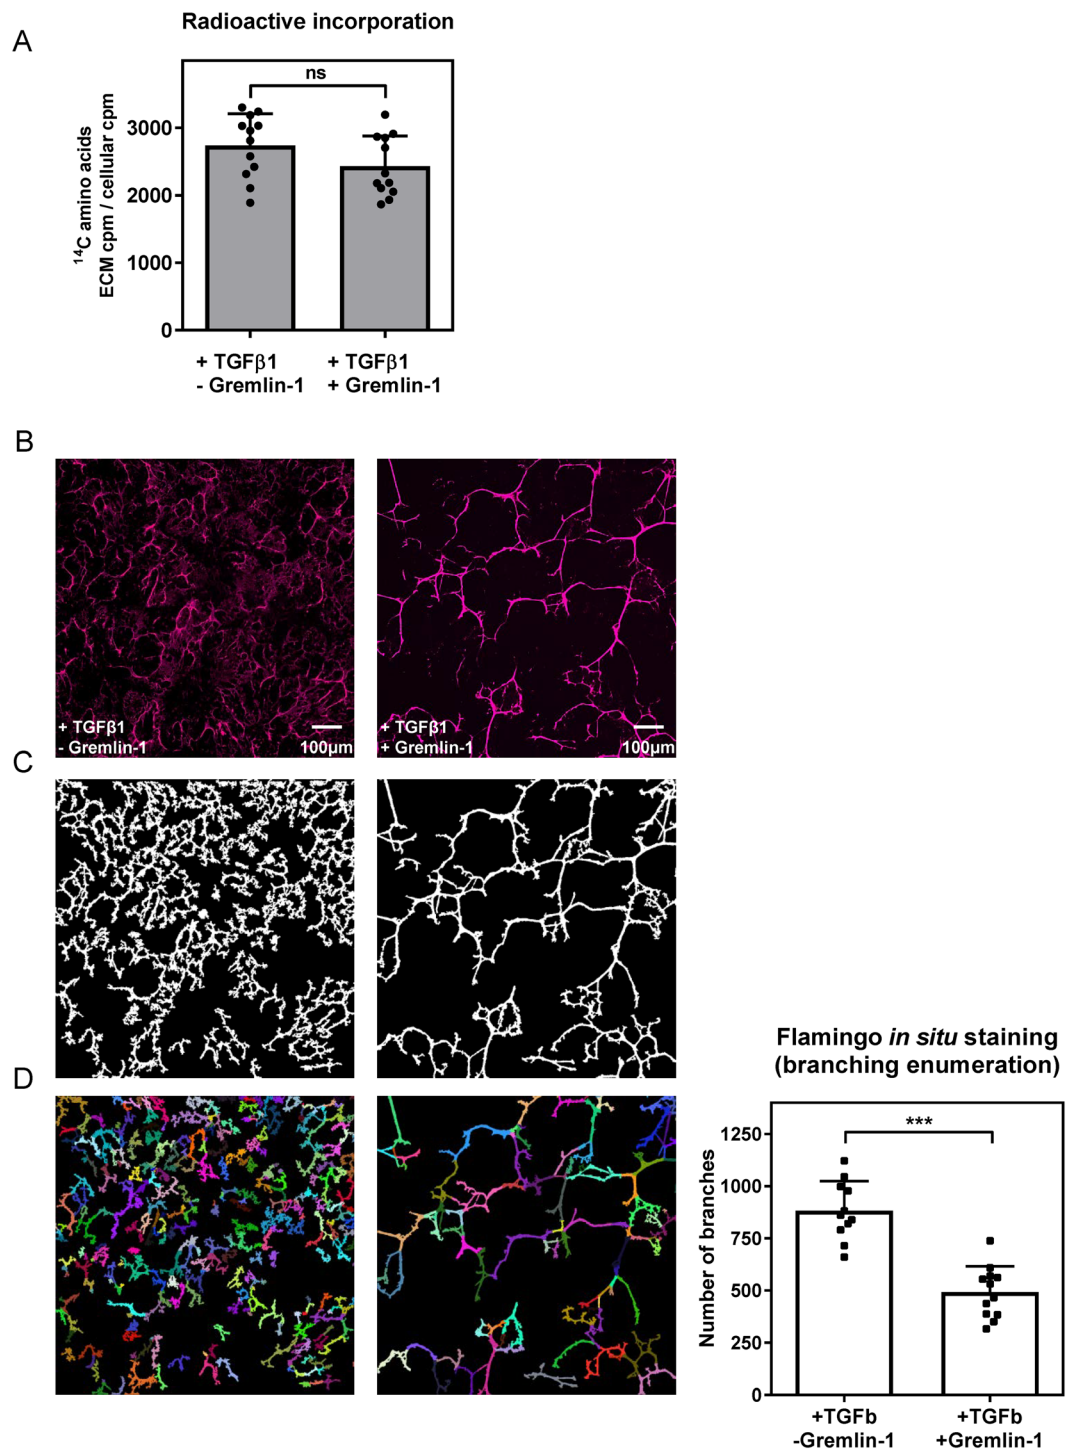 A
Radioactive incorporation
ns
¹⁴C amino acids
ECM cpm / cellular cpm
3000
2000
1000
0
+ TGFβ1
- Gremlin-1
+ TGFβ1
+ Gremlin-1
B
+ TGFβ1
- Gremlin-1
100µm
+ TGFβ1
+ Gremlin-1
100µm
C
D
Flamingo in situ staining
(branching enumeration)
***
Number of branches
1250
1000
750
500
250
0
+TGFb
-Gremlin-1
+TGFb
+Gremlin-1